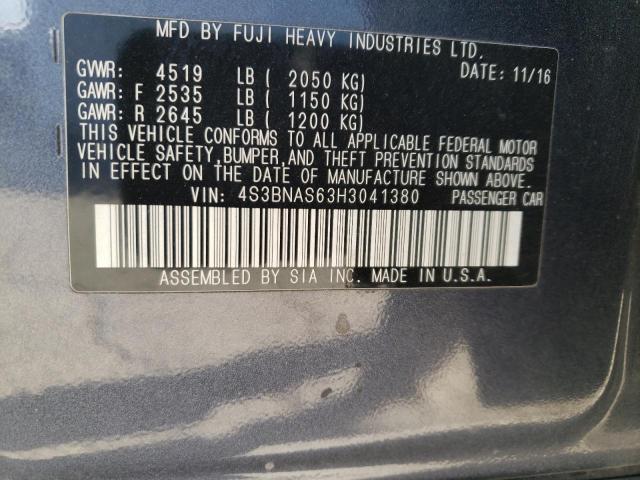 MFD BY FUJI HEAVY INDUSTRIES LTD.
GVWR: 4519 LB ( 2050 KG) DATE: 11/16
GAWR: F 2535 LB ( 1150 KG)
GAWR: R 2645 LB ( 1200 KG)
THIS VEHICLE CONFORMS TO ALL APPLICABLE FEDERAL MOTOR
VEHICLE SAFETY, BUMPER, AND THEFT PREVENTION STANDARDS
IN EFFECT ON THE DATE OF MANUFACTURE SHOWN ABOVE.
VIN: 4S3BNAS63H3041380 PASSENGER CAR
ASSEMBLED BY SIA INC. MADE IN U.S.A.